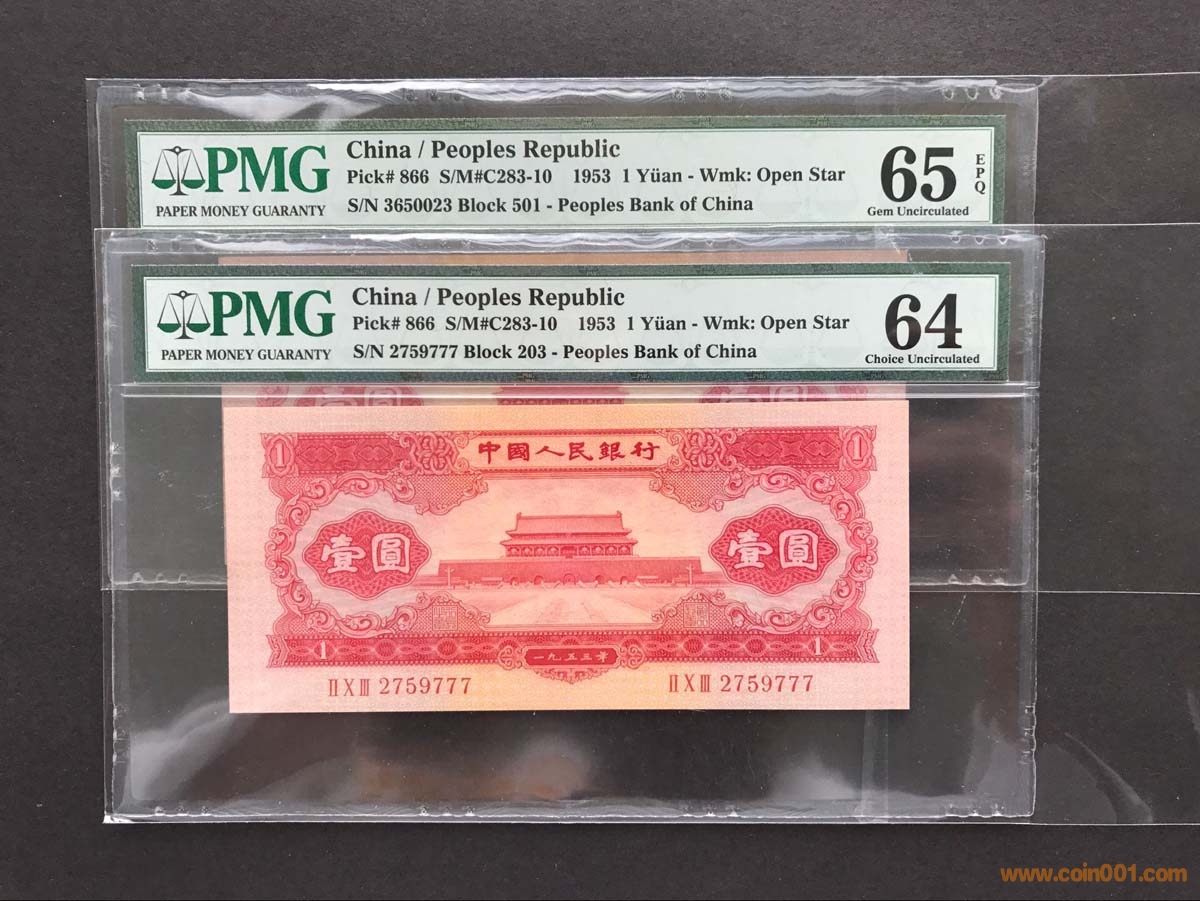 PMG
PAPER MONEY GUARANTY
China / Peoples Republic
Pick# 866 S/M#C283-10 1953 1 Yüan - Wmk: Open Star
S/N 3650023 Block 501 - Peoples Bank of China
65
EPQ
Gem Uncirculated
PMG
PAPER MONEY GUARANTY
China / Peoples Republic
Pick# 866 S/M#C283-10 1953 1 Yüan - Wmk: Open Star
S/N 2759777 Block 203 - Peoples Bank of China
64
Choice Uncirculated
1 中國人民銀行 1
壹圓 壹圓
1 一九五三年 1
II X III 2759777 II X III 2759777
www.coin001.com